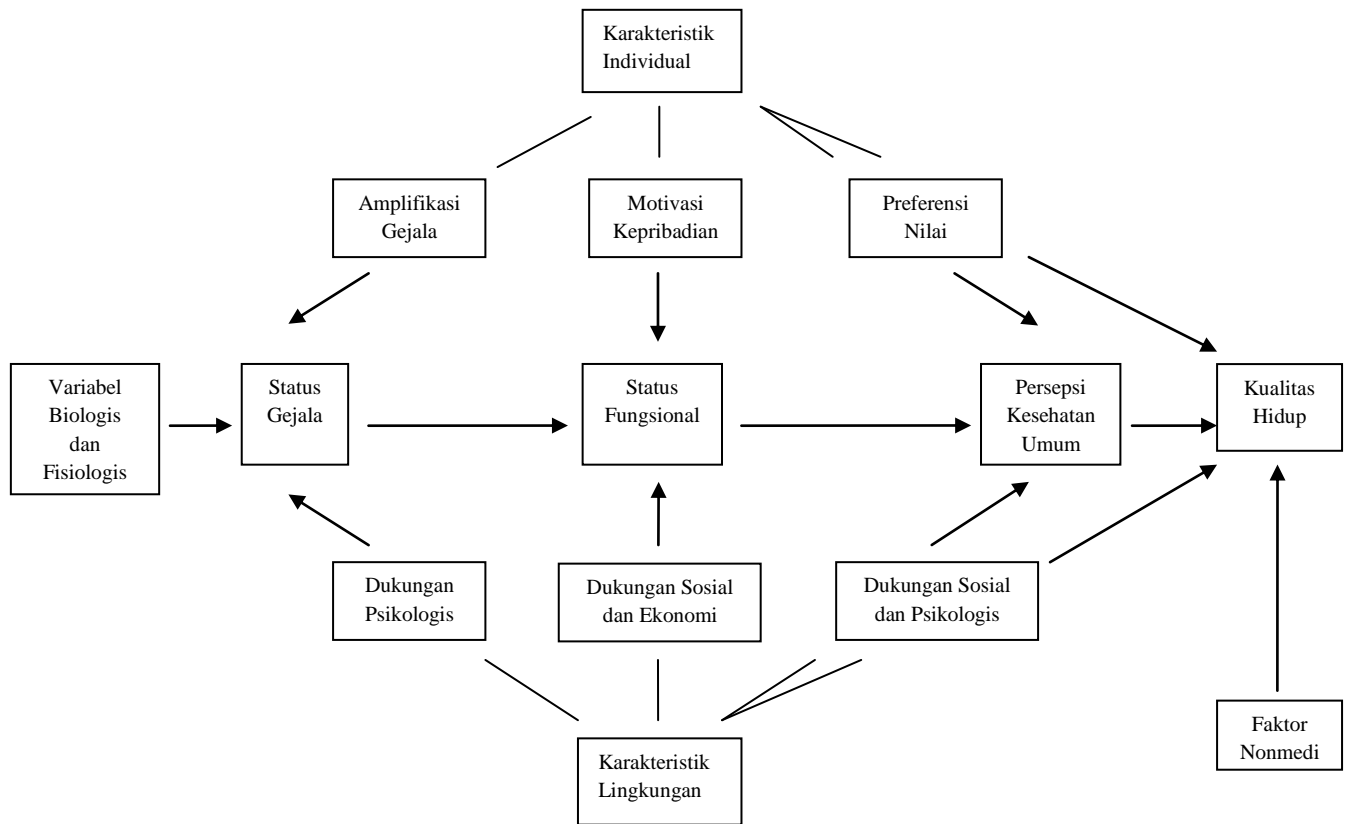 Karakteristik
Individual
Amplifikasi
Gejala
Motivasi
Kepribadian
Preferensi
Nilai
Variabel
Biologis
dan
Fisiologis
Status
Gejala
Status
Fungsional
Persepsi
Kesehatan
Umum
Kualitas
Hidup
Dukungan
Psikologis
Dukungan Sosial
dan Ekonomi
Dukungan Sosial
dan Psikologis
Karakteristik
Lingkungan
Faktor
Nonmedi